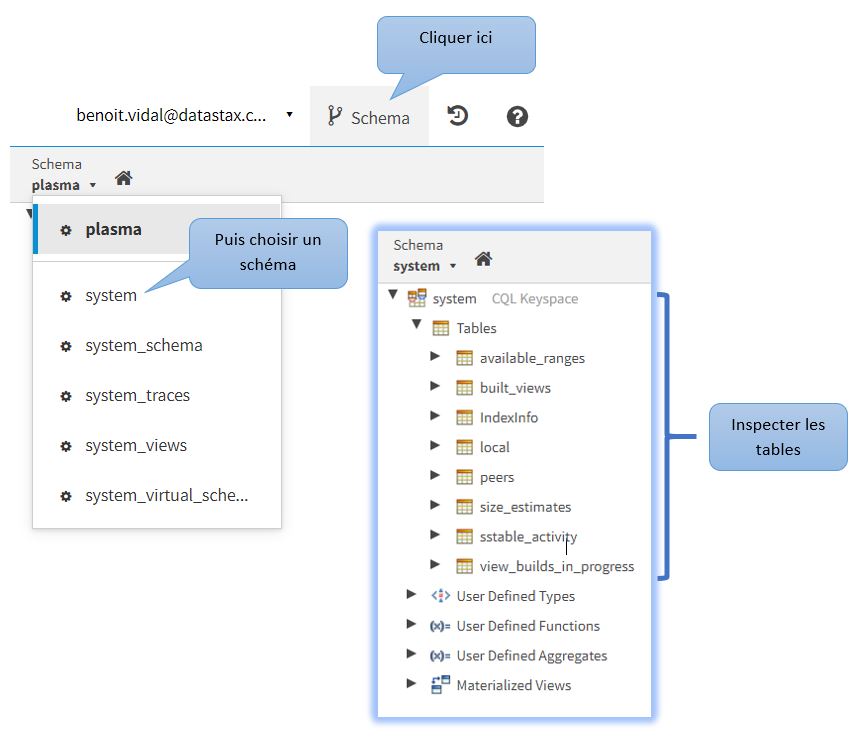 Cliquer ici
benoit.vidal@datastax.c...
Schema
Schema
plasma
plasma
Puis choisir un
schéma
system
system_schema
system_traces
system_views
system_virtual_sche...
Schema
system
system CQL Keyspace
Tables
available_ranges
built_views
IndexInfo
local
peers
size_estimates
sstable_activity
view_builds_in_progress
User Defined Types
User Defined Functions
User Defined Aggregates
Materialized Views
Inspecter les
tables